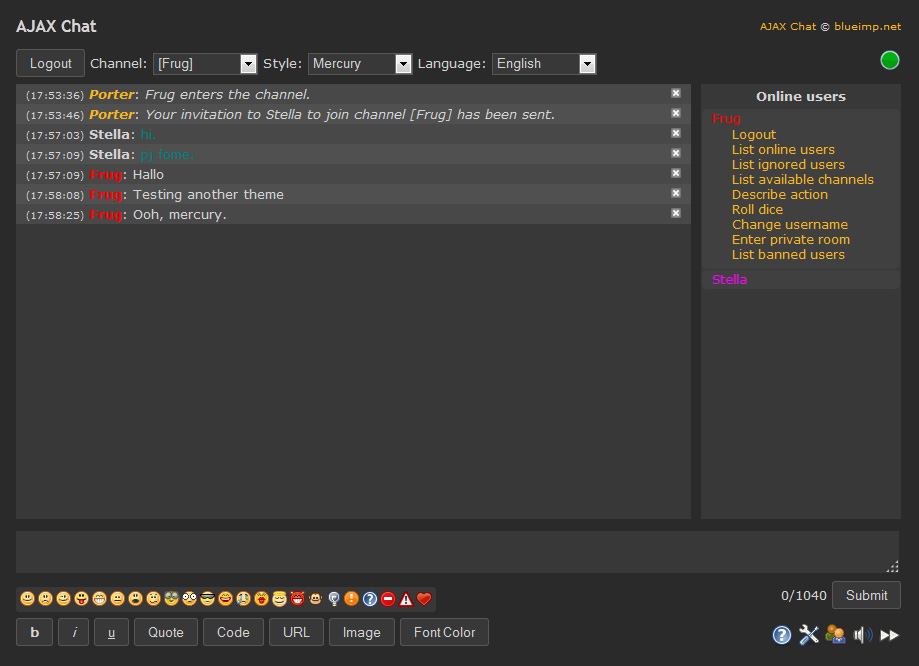 AJAX Chat
AJAX Chat © blueimp.net
Logout Channel: [Frug] Style: Mercury Language: English
(17:53:36) Porter: Frug enters the channel.
(17:53:46) Porter: Your invitation to Stella to join channel [Frug] has been sent.
(17:57:03) Stella: hi.
(17:57:09) Stella: pj fome.
(17:57:09) Frug: Hallo
(17:58:08) Frug: Testing another theme
(17:58:25) Frug: Ooh, mercury.
Online users
Frug
Logout
List online users
List ignored users
List available channels
Describe action
Roll dice
Change username
Enter private room
List banned users
Stella
0/1040 Submit
b i u Quote Code URL Image Font Color